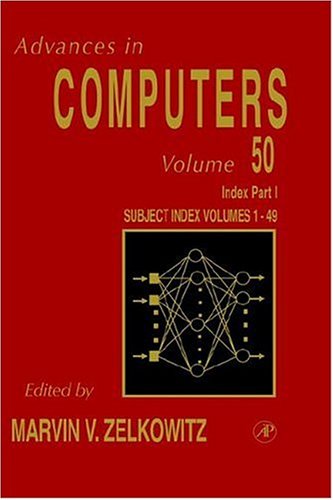 Advances in
COMPUTERS
Volume 50
Index Part I
SUBJECT INDEX VOLUMES 1 - 49
Edited by
MARVIN V. ZELKOWITZ
AP